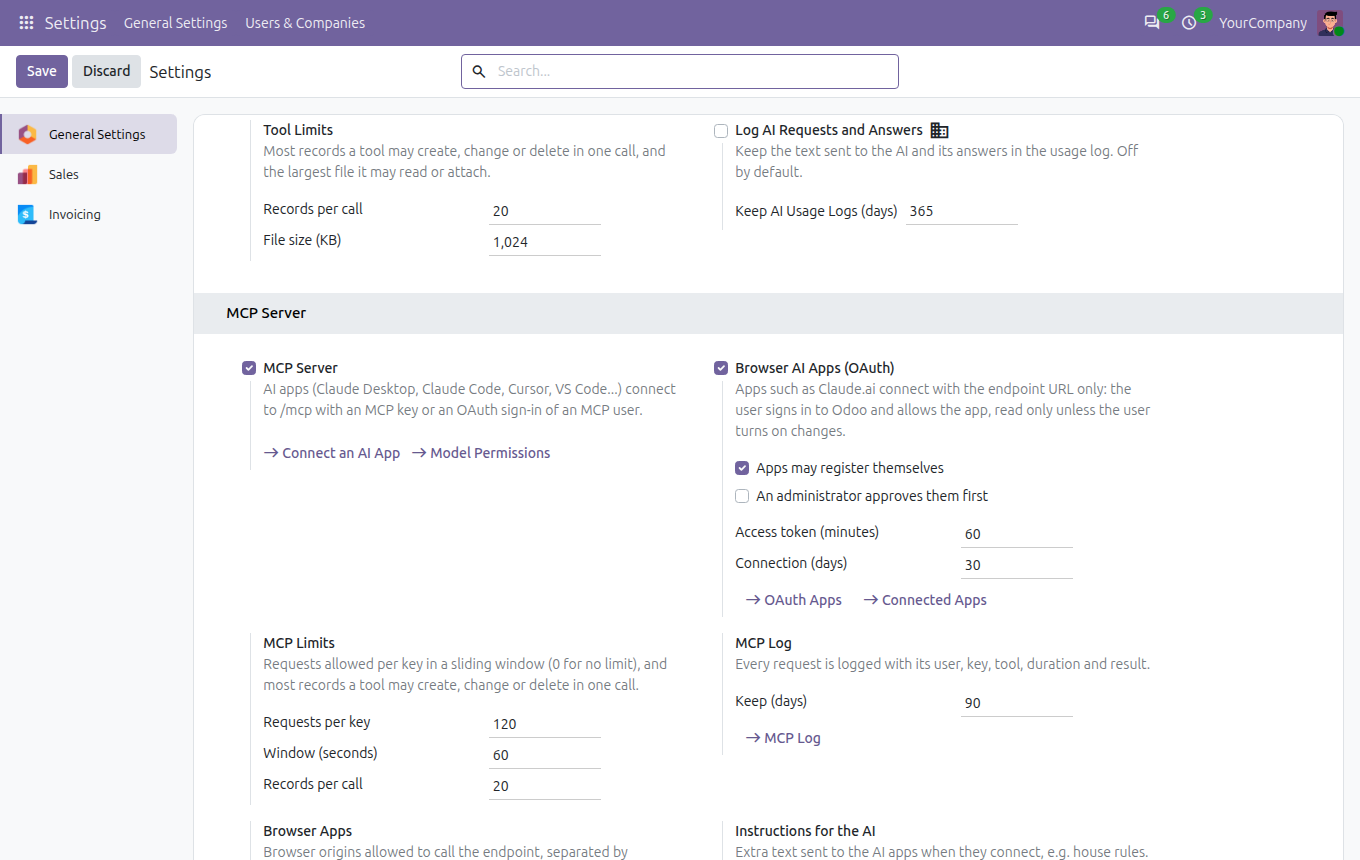 Settings General Settings Users & Companies 6 3 YourCompany
Save Discard Settings Search...
General Settings
Sales
Invoicing
Tool Limits
Most records a tool may create, change or delete in one call, and
the largest file it may read or attach.
Records per call 20
File size (KB) 1,024
Log AI Requests and Answers
Keep the text sent to the AI and its answers in the usage log. Off
by default.
Keep AI Usage Logs (days) 365
MCP Server
MCP Server
AI apps (Claude Desktop, Claude Code, Cursor, VS Code...) connect
to /mcp with an MCP key or an OAuth sign-in of an MCP user.
→ Connect an AI App → Model Permissions
Browser AI Apps (OAuth)
Apps such as Claude.ai connect with the endpoint URL only: the
user signs in to Odoo and allows the app, read only unless the user
turns on changes.
Apps may register themselves
An administrator approves them first
Access token (minutes) 60
Connection (days) 30
→ OAuth Apps → Connected Apps
MCP Limits
Requests allowed per key in a sliding window (0 for no limit), and
most records a tool may create, change or delete in one call.
Requests per key 120
Window (seconds) 60
Records per call 20
MCP Log
Every request is logged with its user, key, tool, duration and result.
Keep (days) 90
→ MCP Log
Browser Apps
Browser origins allowed to call the endpoint, separated by
Instructions for the AI
Extra text sent to the AI apps when they connect, e.g. house rules.